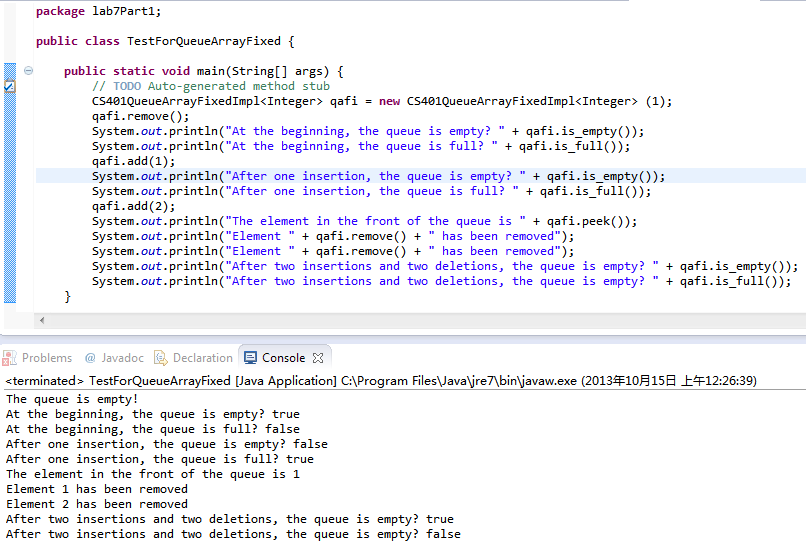 package lab7Part1;
public class TestForQueueArrayFixed {
public static void main(String[] args) {
// TODO Auto-generated method stub
CS401QueueArrayFixedImpl<Integer> qafi = new CS401QueueArrayFixedImpl<Integer> (1);
qafi.remove();
System.out.println("At the beginning, the queue is empty? " + qafi.is_empty());
System.out.println("At the beginning, the queue is full? " + qafi.is_full());
qafi.add(1);
System.out.println("After one insertion, the queue is empty? " + qafi.is_empty());
System.out.println("After one insertion, the queue is full? " + qafi.is_full());
qafi.add(2);
System.out.println("The element in the front of the queue is " + qafi.peek());
System.out.println("Element " + qafi.remove() + " has been removed");
System.out.println("Element " + qafi.remove() + " has been removed");
System.out.println("After two insertions and two deletions, the queue is empty? " + qafi.is_empty());
System.out.println("After two insertions and two deletions, the queue is empty? " + qafi.is_full());
}
Problems @ Javadoc Declaration Console
<terminated> TestForQueueArrayFixed [Java Application] C:\Program Files\Java\jre7\bin\javaw.exe (2013年10月15日 上午12:26:39)
The queue is empty!
At the beginning, the queue is empty? true
At the beginning, the queue is full? false
After one insertion, the queue is empty? false
After one insertion, the queue is full? true
The element in the front of the queue is 1
Element 1 has been removed
Element 2 has been removed
After two insertions and two deletions, the queue is empty? true
After two insertions and two deletions, the queue is empty? false